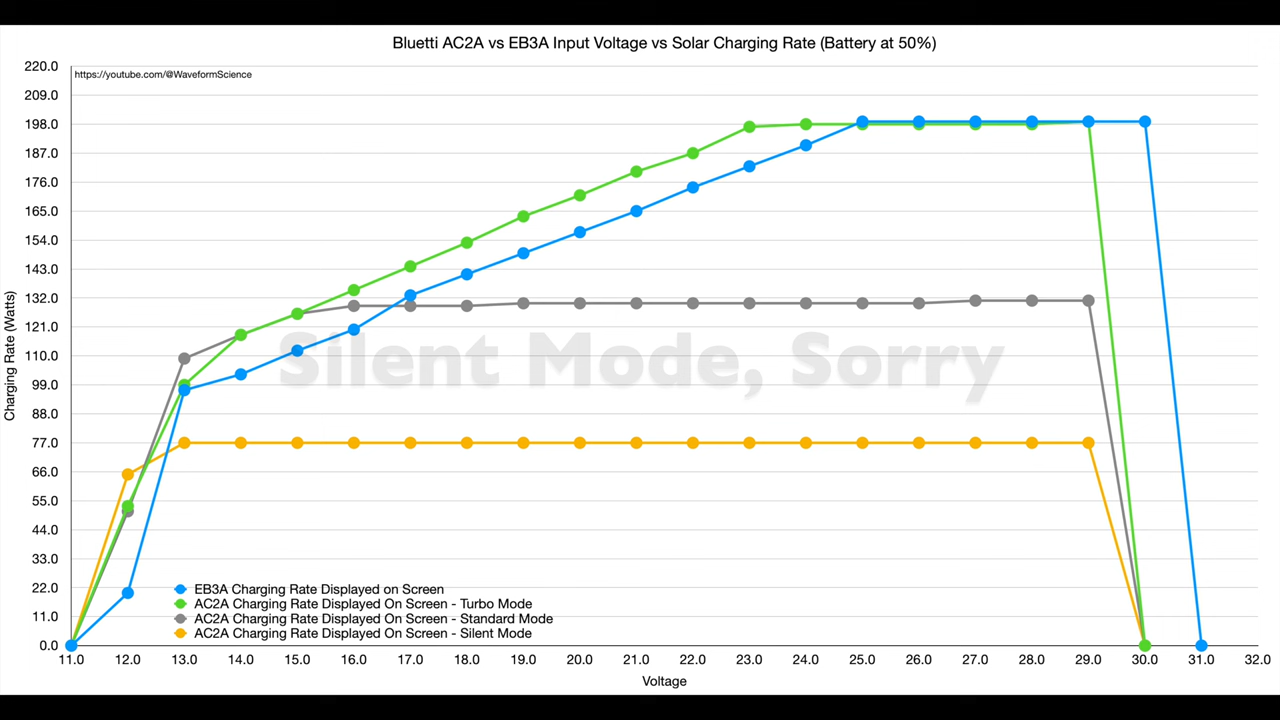 Bluetti AC2A vs EB3A Input Voltage vs Solar Charging Rate (Battery at 50%)
220.0
https://youtube.com/@WaveformScience
209.0
198.0
187.0
176.0
165.0
154.0
143.0
132.0
121.0
110.0
99.0
88.0
77.0
66.0
55.0
44.0
33.0
22.0
11.0
0.0
Charging Rate (Watts)
Silent Mode, Sorry
EB3A Charging Rate Displayed on Screen
AC2A Charging Rate Displayed On Screen - Turbo Mode
AC2A Charging Rate Displayed On Screen - Standard Mode
AC2A Charging Rate Displayed On Screen - Silent Mode
11.0 12.0 13.0 14.0 15.0 16.0 17.0 18.0 19.0 20.0 21.0 22.0 23.0 24.0 25.0 26.0 27.0 28.0 29.0 30.0 31.0 32.0
Voltage